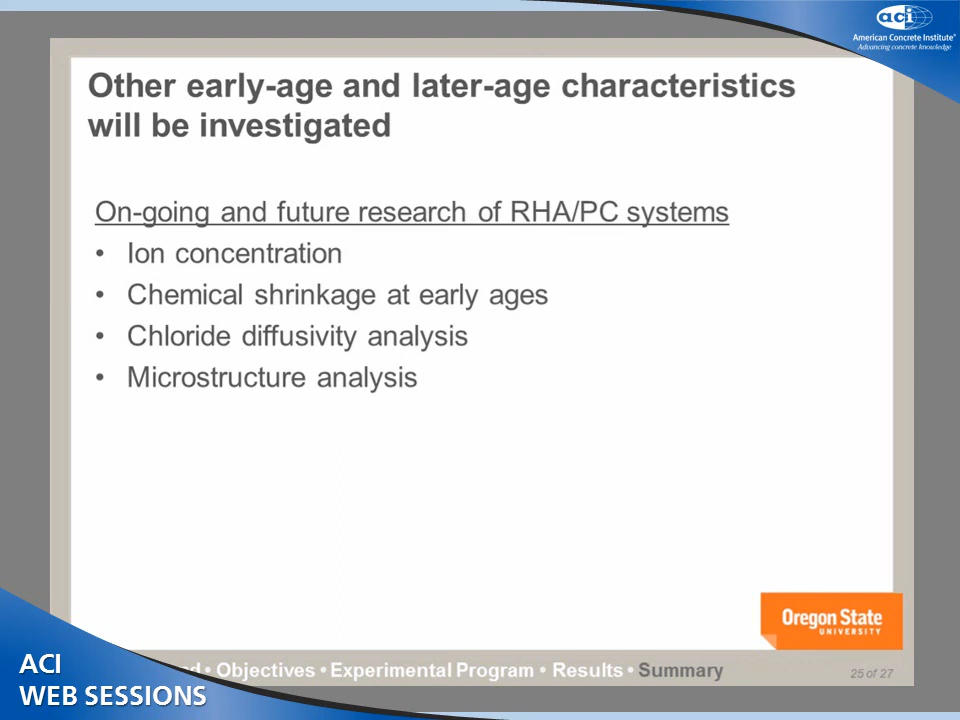 aci
American Concrete Institute®
Advancing concrete knowledge
Other early-age and later-age characteristics
will be investigated
On-going and future research of RHA/PC systems
• Ion concentration
• Chemical shrinkage at early ages
• Chloride diffusivity analysis
• Microstructure analysis
Oregon State
UNIVERSITY
• Objectives • Experimental Program • Results • Summary
25 of 27
ACI
WEB SESSIONS